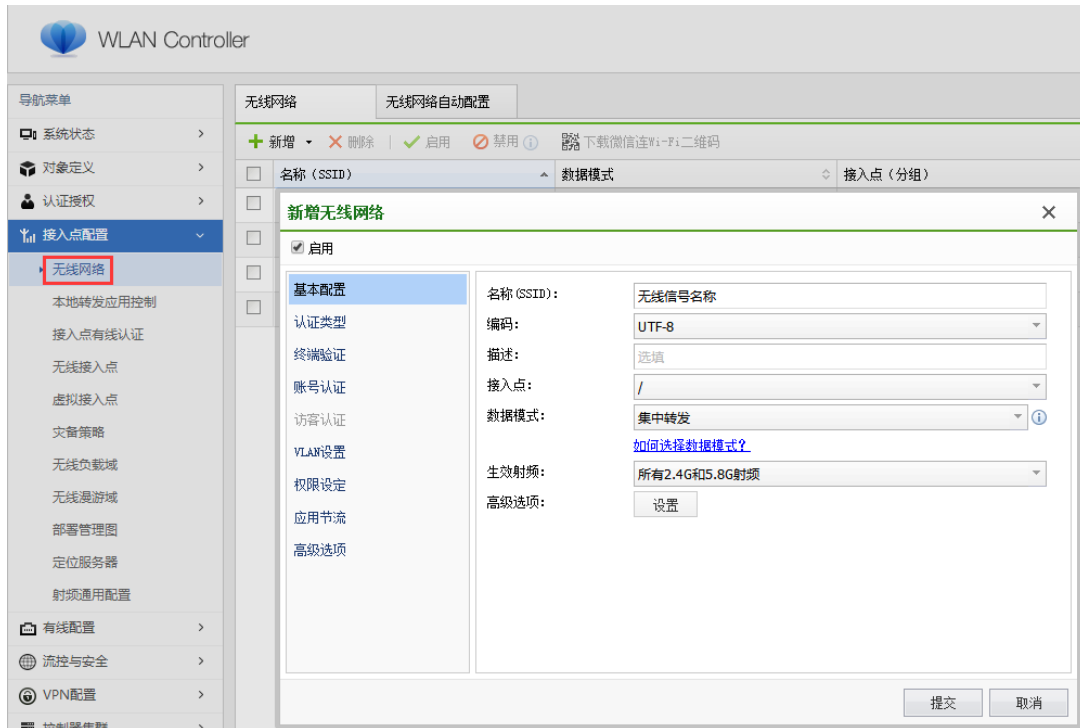 WLAN Controller
导航菜单
系统状态
对象定义
认证授权
接入点配置
无线网络
本地转发应用控制
接入点有线认证
无线接入点
虚拟接入点
灾备策略
无线负载域
无线漫游域
部署管理图
定位服务器
射频通用配置
有线配置
流控与安全
VPN配置
控制器集群
无线网络 无线网络自动配置
新增 删除 启用 禁用 下载微信连Wi-Fi二维码
名称 (SSID) 数据模式 接入点 (分组)
新增无线网络
启用
基本配置
认证类型
终端验证
账号认证
访客认证
VLAN设置
权限设定
应用节流
高级选项
名称(SSID): 无线信号名称
编码: UTF-8
描述: 选填
接入点: /
数据模式: 集中转发
如何选择数据模式?
生效射频: 所有2.4G和5.8G射频
高级选项: 设置
提交 取消